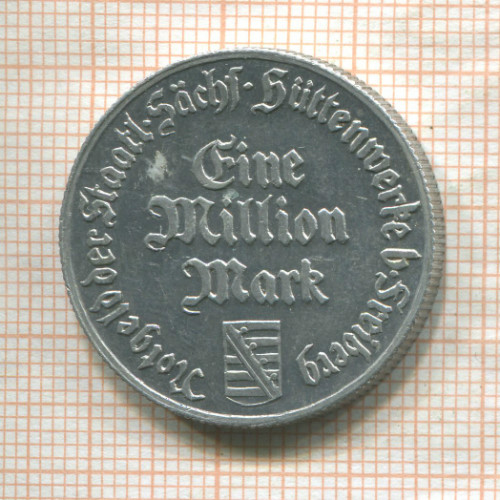 Notgeld der Staatl. Sächs. Hüttenwerke b. Freiberg
Eine
Million
Mark